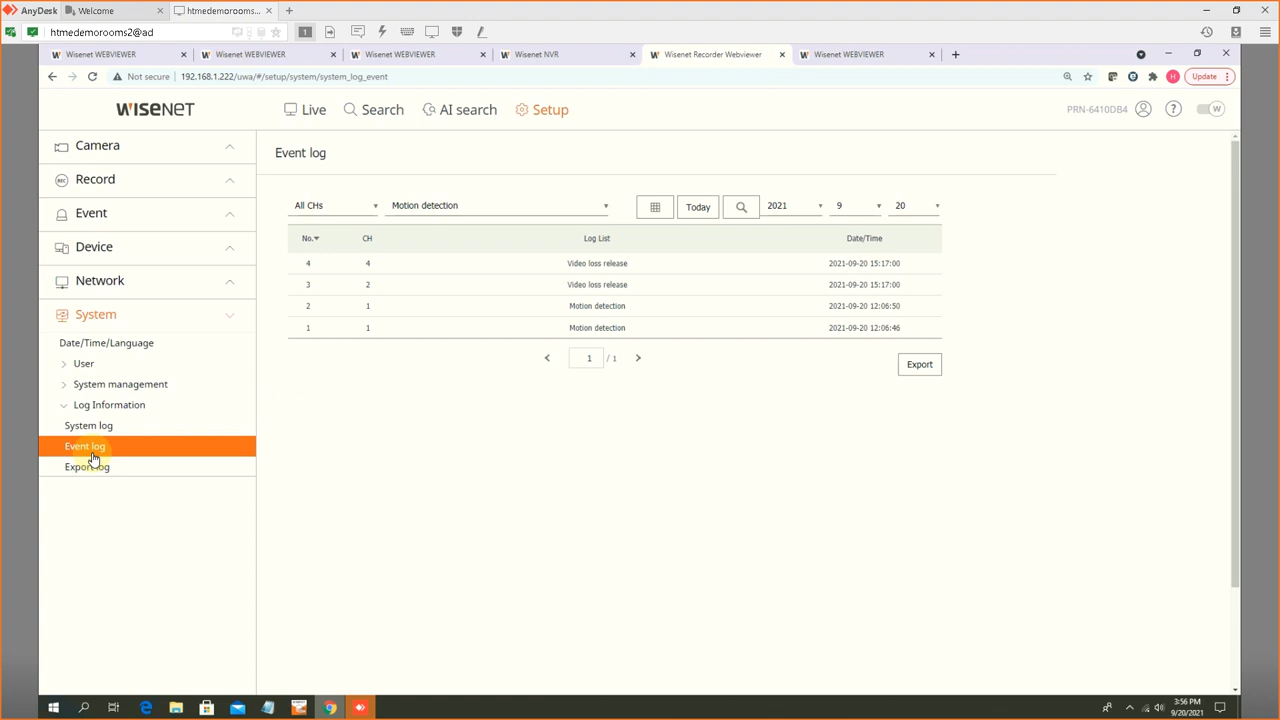 AnyDesk
Welcome
htmedemorooms...
htmedemorooms2@ad
1
Wisenet WEBVIEWER
Wisenet WEBVIEWER
Wisenet WEBVIEWER
Wisenet NVR
Wisenet Recorder Webviewer
Wisenet WEBVIEWER
Not secure
192.168.1.222/uwa/#/setup/system/system_log_event
H
Update
WISENET
Live
Search
AI search
Setup
PRN-6410DB4
?
W
Camera
REC
Record
Event
Device
Network
System
Date/Time/Language
User
System management
Log Information
System log
Event log
Export log
Event log
All CHs
Motion detection
Today
2021
9
20
No. CH Log List Date/Time
4 4 Video loss release 2021-09-20 15:17:00
3 2 Video loss release 2021-09-20 15:17:00
2 1 Motion detection 2021-09-20 12:06:50
1 1 Motion detection 2021-09-20 12:06:46
1 / 1
Export
3:56 PM
9/20/2021